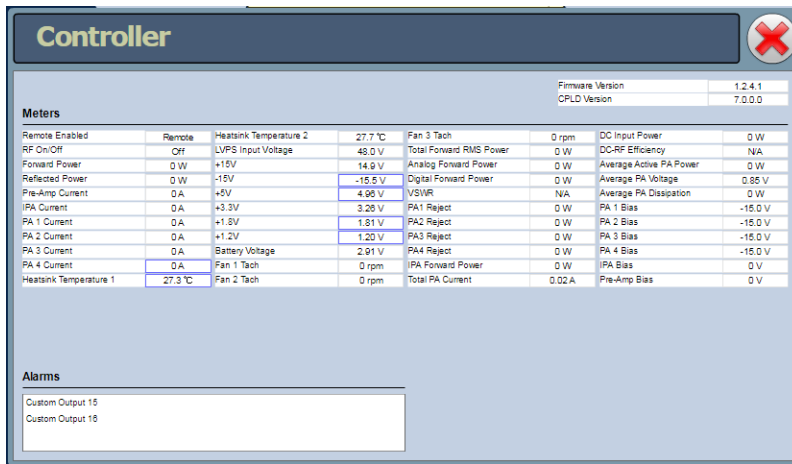 Controller
Firmware Version 1.2.4.1
CPLD Version 7.0.0.0
Meters
Remote Enabled Remote Heatsink Temperature 2 27.7 °C Fan 3 Tach 0 rpm DC Input Power 0 W
RF On/Off Off LVPS Input Voltage 48.0 V Total Forward RMS Power 0 W DC-RF Efficiency N/A
Forward Power 0 W +15V 14.9 V Analog Forward Power 0 W Average Active PA Power 0 W
Reflected Power 0 W -15V -15.5 V Digital Forward Power 0 W Average PA Voltage 0.85 V
Pre-Amp Current 0 A +5V 4.96 V VSWR N/A Average PA Dissipation 0 W
IPA Current 0 A +3.3V 3.26 V PA1 Reject 0 W PA 1 Bias -15.0 V
PA 1 Current 0 A +1.8V 1.81 V PA2 Reject 0 W PA 2 Bias -15.0 V
PA 2 Current 0 A +1.2V 1.20 V PA3 Reject 0 W PA 3 Bias -15.0 V
PA 3 Current 0 A Battery Voltage 2.91 V PA4 Reject 0 W PA 4 Bias -15.0 V
PA 4 Current 0 A Fan 1 Tach 0 rpm IPA Forward Power 0 W IPA Bias 0 V
Heatsink Temperature 1 27.3 °C Fan 2 Tach 0 rpm Total PA Current 0.02 A Pre-Amp Bias 0 V
Alarms
Custom Output 15
Custom Output 16